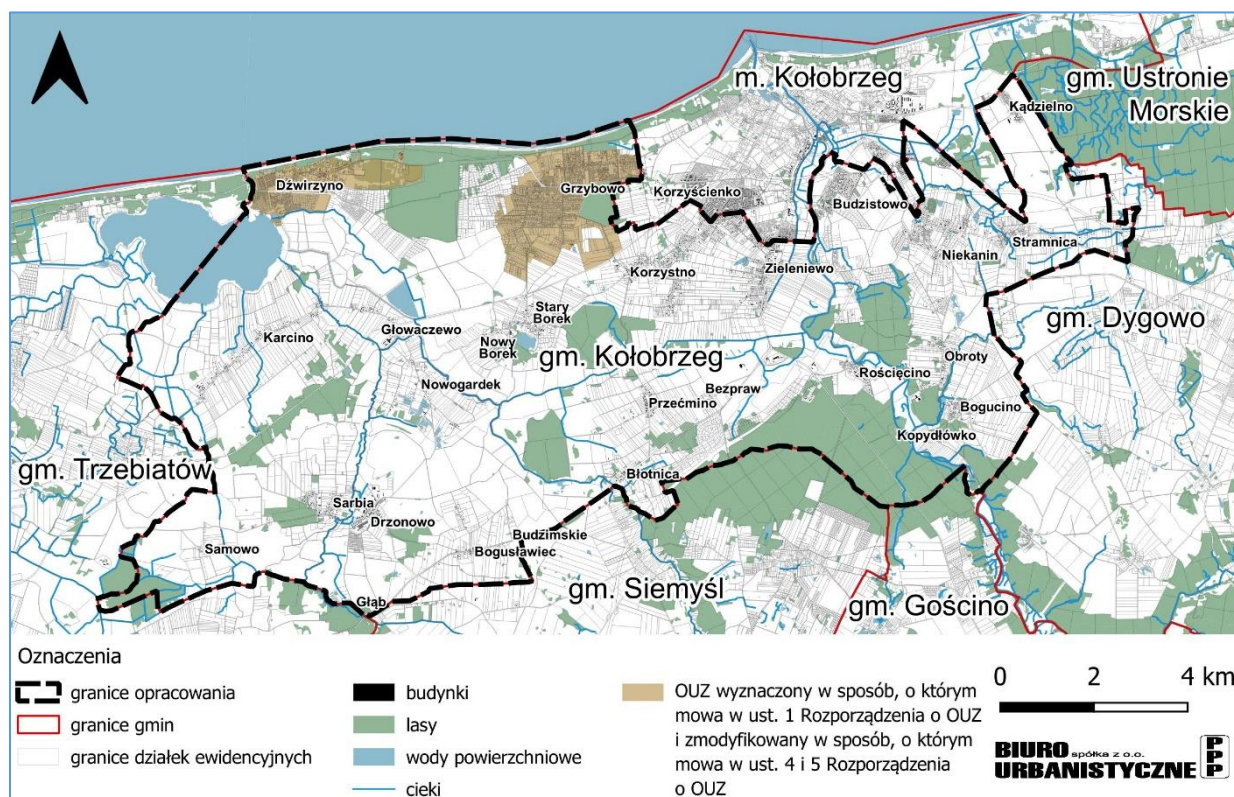 m. Kołobrzeg
gm. Ustronie
Morskie
Kądzielno
Dźwirzyno
Grzybowo
Korzyścienko
Budzistowo
Stramnica
Niekanin
Korzystno
Zieleniewo
Stary
Borek
Nowy
Borek
Karcino
Głowaczewo
gm. Kołobrzeg
gm. Dygowo
Obroty
Rościęcino
Nowogardek
Bezpraw
Przećmino
Bogucino
Kopydłówko
gm. Trzebiatów
Błotnica
Sarbia
Drzonowo
Budzimskie
Samowo
Bogusławiec
gm. Siemyśl
Głąb
gm. Gościno
Oznaczenia
granice opracowania
granice gmin
granice działek ewidencyjnych
budynki
lasy
wody powierzchniowe
cieki
OUZ wyznaczony w sposób, o którym
mowa w ust. 1 Rozporządzenia o OUZ
i zmodyfikowany w sposób, o którym
mowa w ust. 4 i 5 Rozporządzenia
o OUZ
0 2 4 km
BIURO spółka z o.o.
URBANISTYCZNE
P
P
P